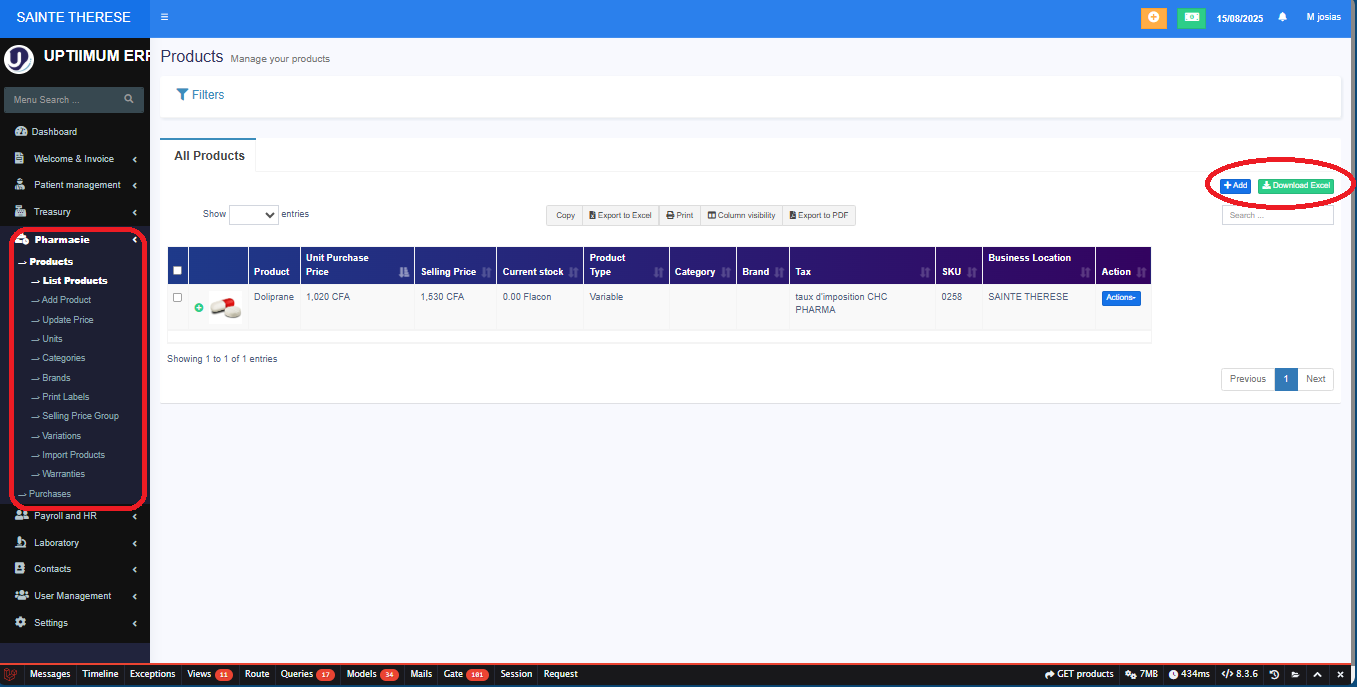 SAINTE THERESE
15/08/2025
M josias
UPTIIMUM ERP
Products Manage your products
Menu Search ...
Filters
Dashboard
Welcome & Invoice
Patient management
Treasury
Pharmacie
Products
List Products
Add Product
Update Price
Units
Categories
Brands
Print Labels
Selling Price Group
Variations
Import Products
Warranties
Purchases
Payroll and HR
Laboratory
Contacts
User Management
Settings
All Products
Add Download Excel
Show entries
Copy Export to Excel Print Column visibility Export to PDF
Search ...
Product Unit Purchase Price Selling Price Current stock Product Type Category Brand Tax SKU Business Location Action
Doliprane 1,020 CFA 1,530 CFA 0.00 Flacon Variable taux d'imposition CHC PHARMA 0258 SAINTE THERESE Actions
Showing 1 to 1 of 1 entries
Previous 1 Next
Messages Timeline Exceptions Views 11 Route Queries 17 Models 34 Mails Gate 181 Session Request GET products 7MB 434ms 8.3.6